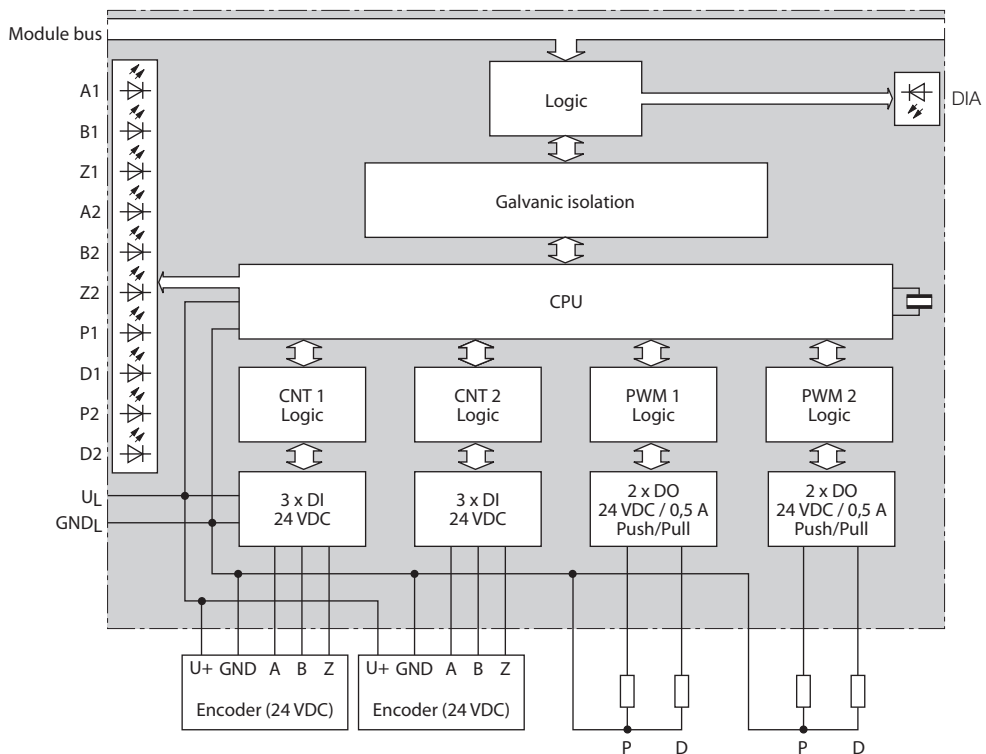 Module bus
A1
B1
Z1
A2
B2
Z2
P1
D1
P2
D2
UL
GNDL
Logic
DIA
Galvanic isolation
CPU
CNT 1
Logic
CNT 2
Logic
PWM 1
Logic
PWM 2
Logic
3 x DI
24 VDC
3 x DI
24 VDC
2 x DO
24 VDC / 0,5 A
Push/Pull
2 x DO
24 VDC / 0,5 A
Push/Pull
U+ GND A B Z
Encoder (24 VDC)
U+ GND A B Z
Encoder (24 VDC)
P D
P D